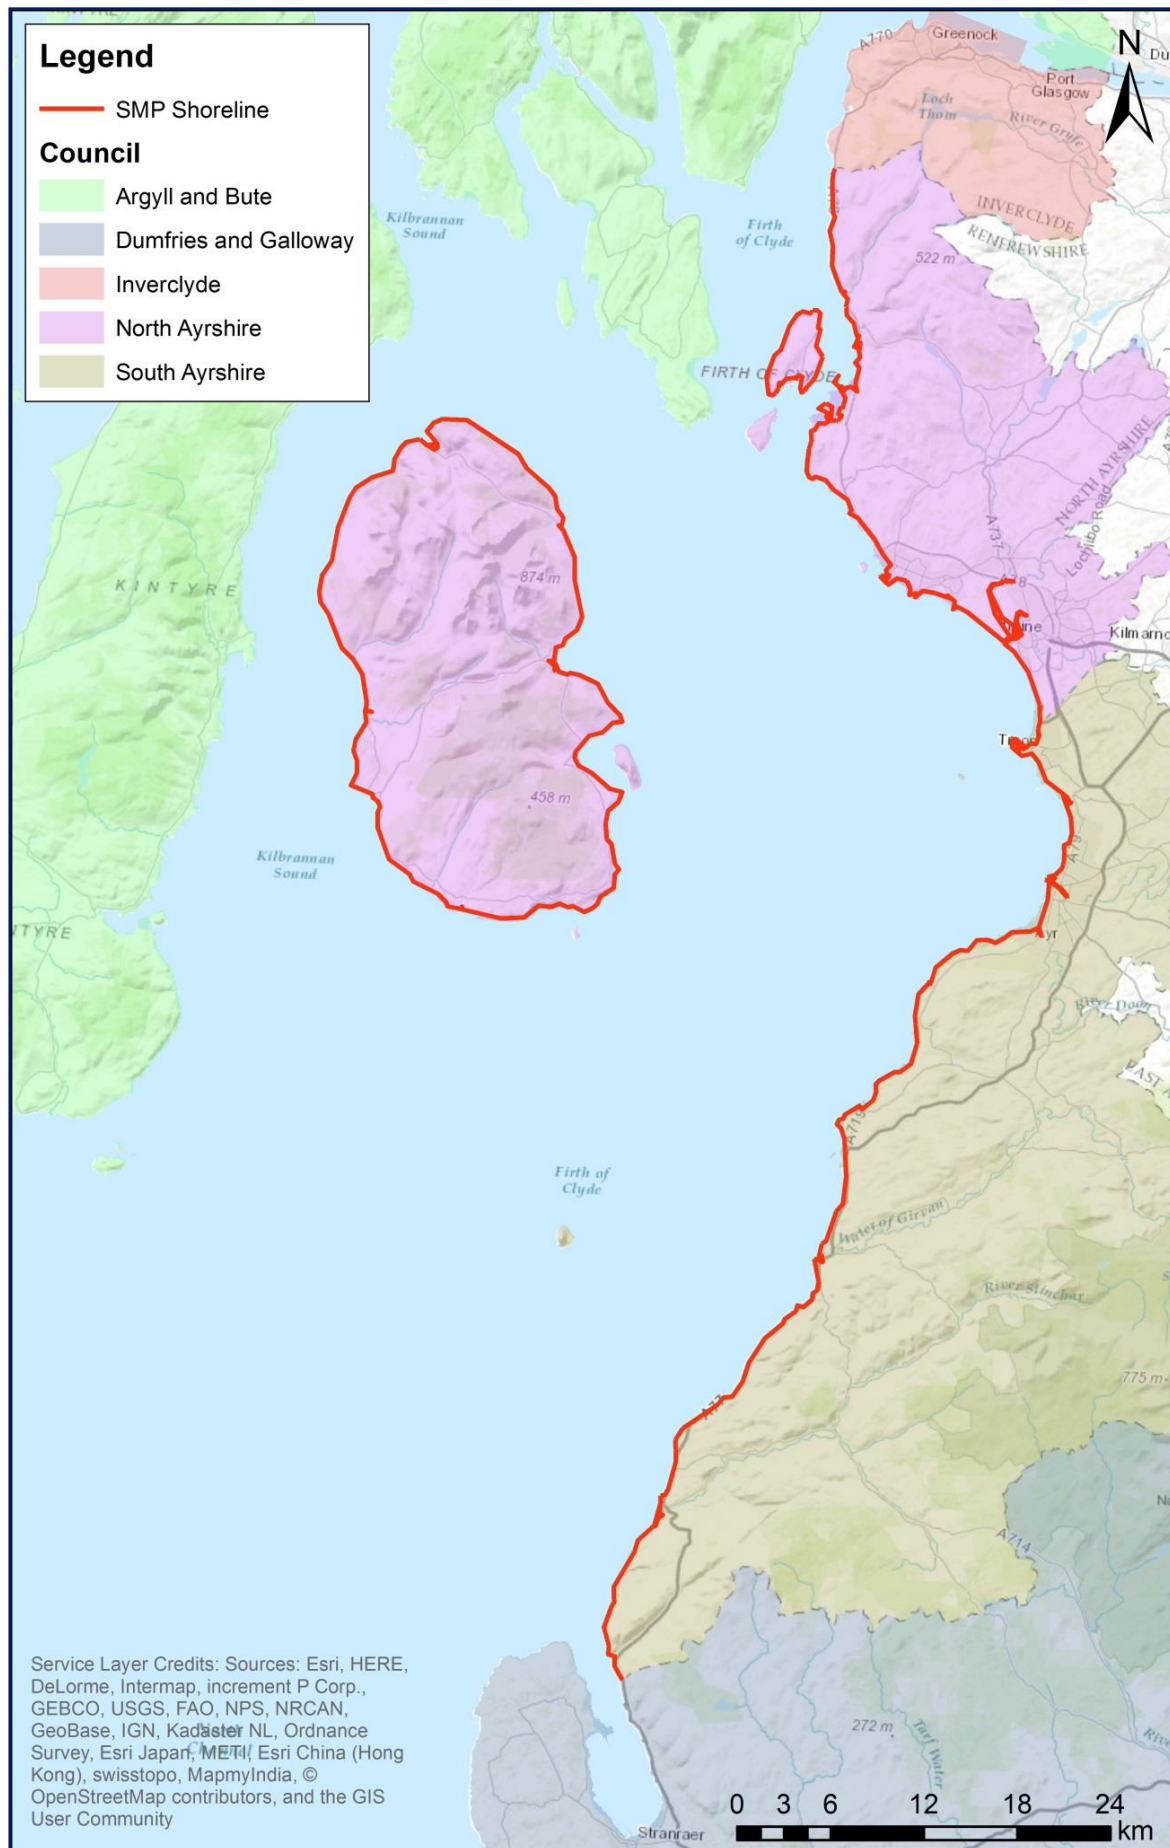 Legend
SMP Shoreline
Council
Argyll and Bute
Dumfries and Galloway
Inverclyde
North Ayrshire
South Ayrshire
N
A770
Greenock
Port
Glasgow
Loch
Thom
River Gryfe
INVERCLYDE
RENFREWSHIRE
Kilbrannan
Sound
Firth
of Clyde
522 m
FIRTH OF CLYDE
NORTH AYRSHIRE
Lochlibo Road
A737
A78
KINTYRE
874 m
Kilmarno
458 m
A79
Kilbrannan
Sound
River Doon
A719
Firth of
Clyde
Water of Girvan
River Stinchar
775 m
A77
A714
272 m
Tarf Water
Stranraer
Service Layer Credits: Sources: Esri, HERE,
DeLorme, Intermap, increment P Corp.,
GEBCO, USGS, FAO, NPS, NRCAN,
GeoBase, IGN, Kadaster NL, Ordnance
Survey, Esri Japan, METI, Esri China (Hong
Kong), swisstopo, MapmyIndia, ©
OpenStreetMap contributors, and the GIS
User Community
0 3 6 12 18 24
km